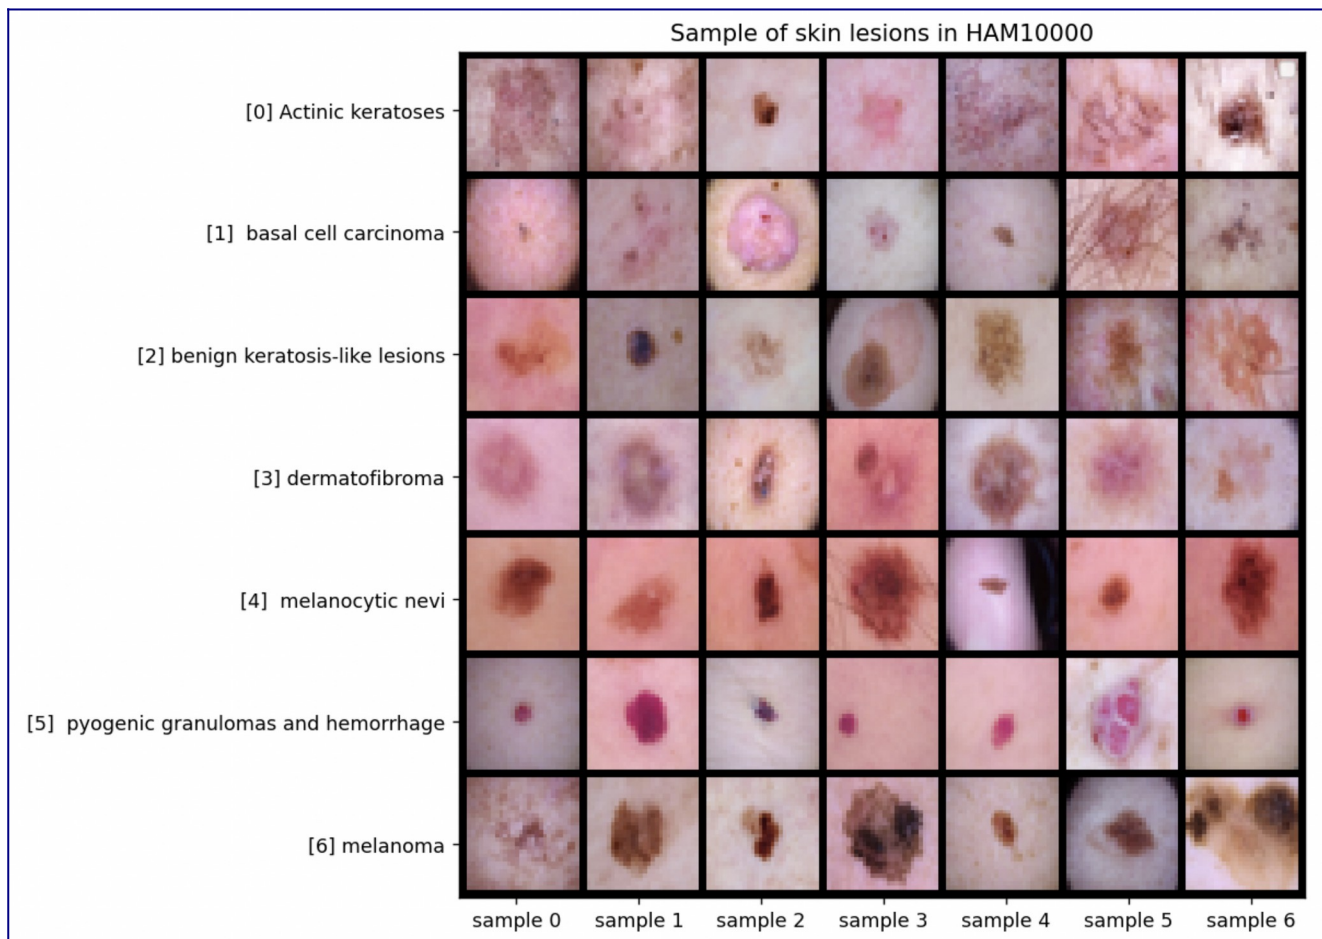 Sample of skin lesions in HAM10000
[0] Actinic keratoses
[1]  basal cell carcinoma
[2] benign keratosis-like lesions
[3] dermatofibroma
[4]  melanocytic nevi
[5]  pyogenic granulomas and hemorrhage
[6] melanoma
sample 0 sample 1 sample 2 sample 3 sample 4 sample 5 sample 6